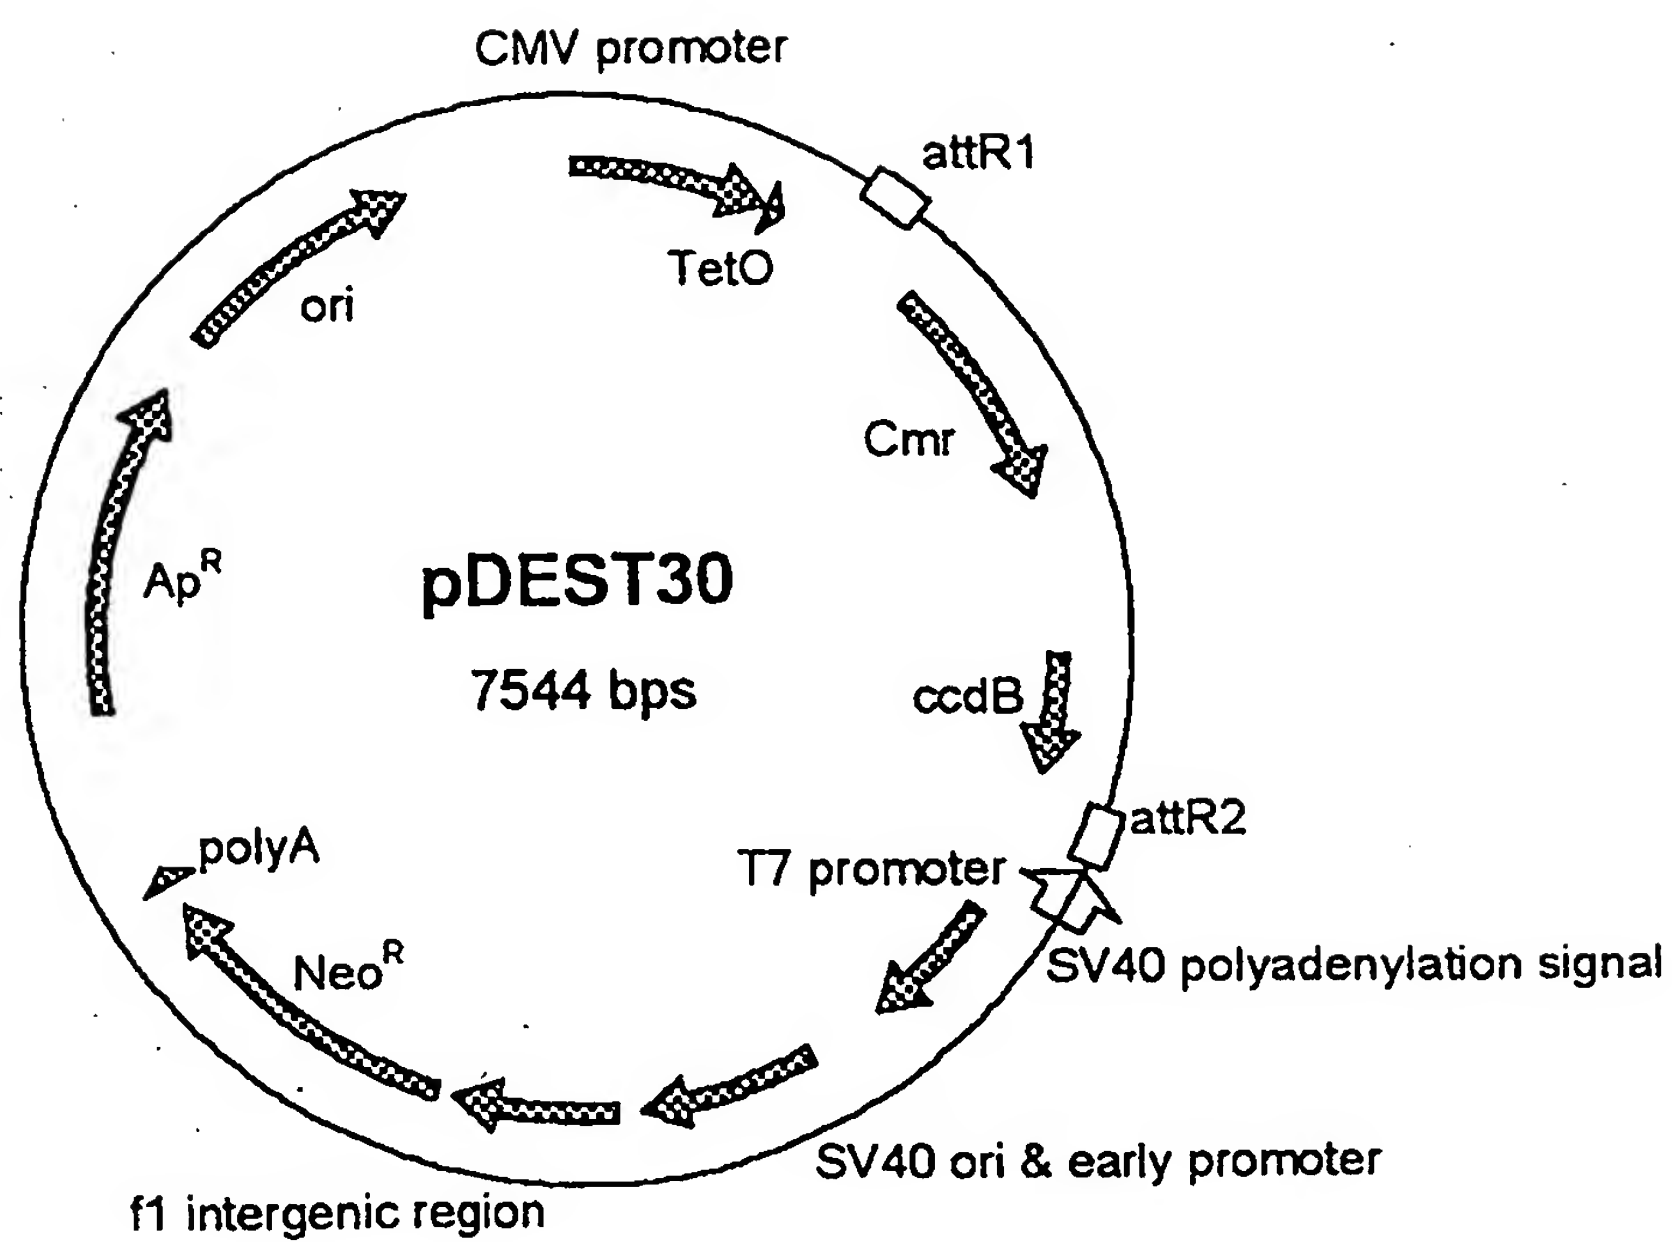 CMV promoter
attR1
TetO
ori
Cmr
Ap^R
pDEST30
7544 bps
ccdB
attR2
polyA
T7 promoter
Neo^R
SV40 polyadenylation signal
SV40 ori & early promoter
f1 intergenic region